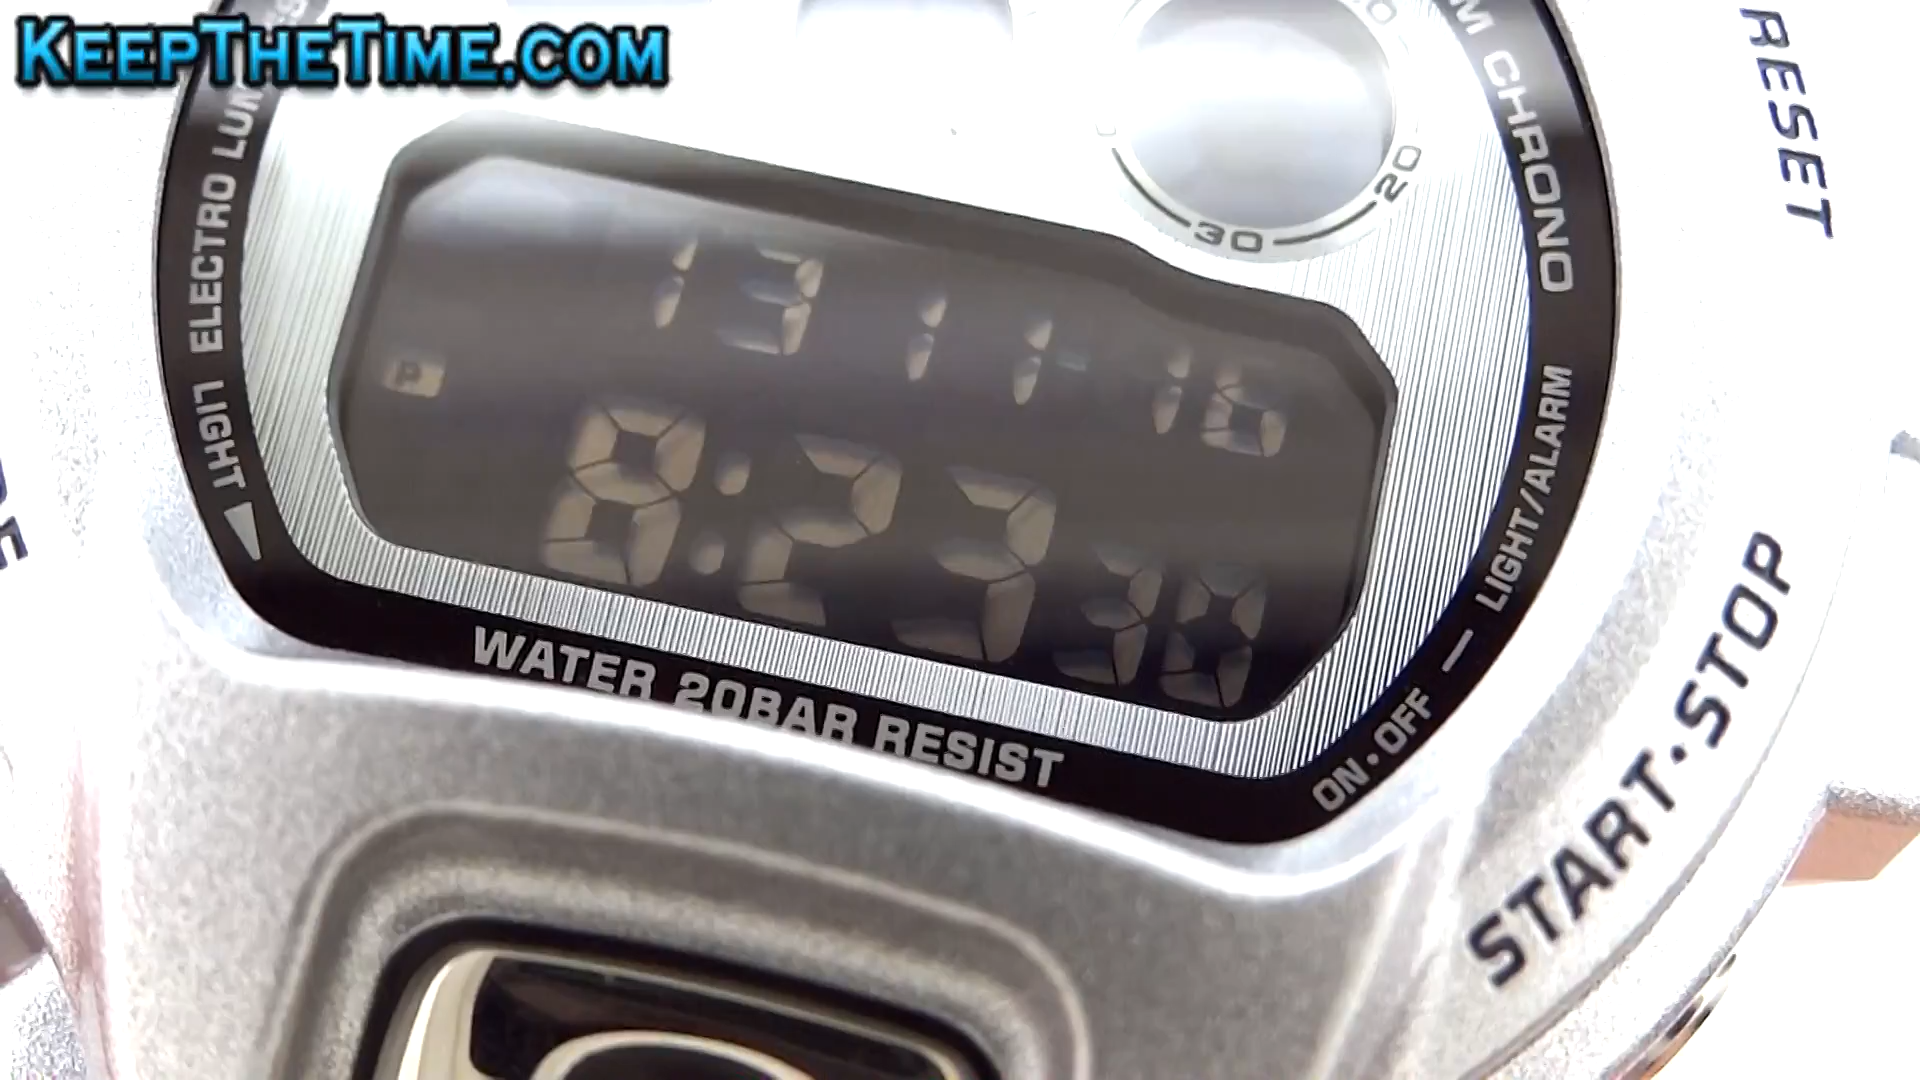 KEEPTHETIME.COM
M CHRONO
RESET
20
30
ELECTRO LUM
LIGHT
13 11-16
P
8:23 38
LIGHT/ALARM
ON•OFF
START•STOP
WATER 20BAR RESIST